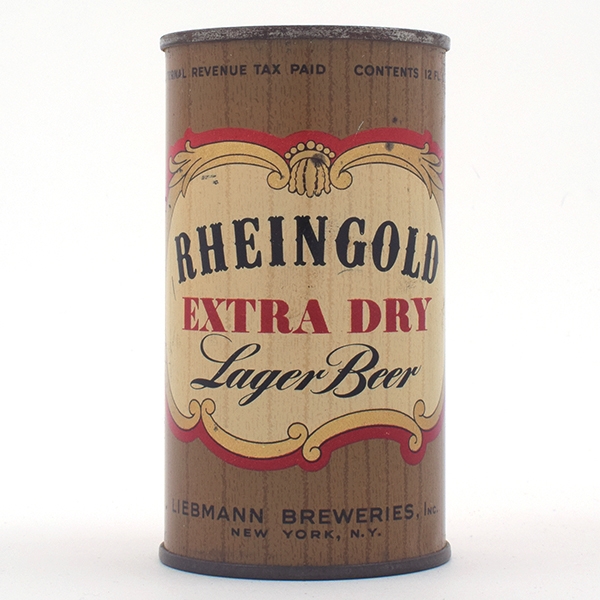 REVENUE TAX PAID CONTENTS 12 FL
RHEINGOLD
EXTRA DRY
Lager Beer
LIEBMANN BREWERIES, INC.
NEW YORK, N.Y.